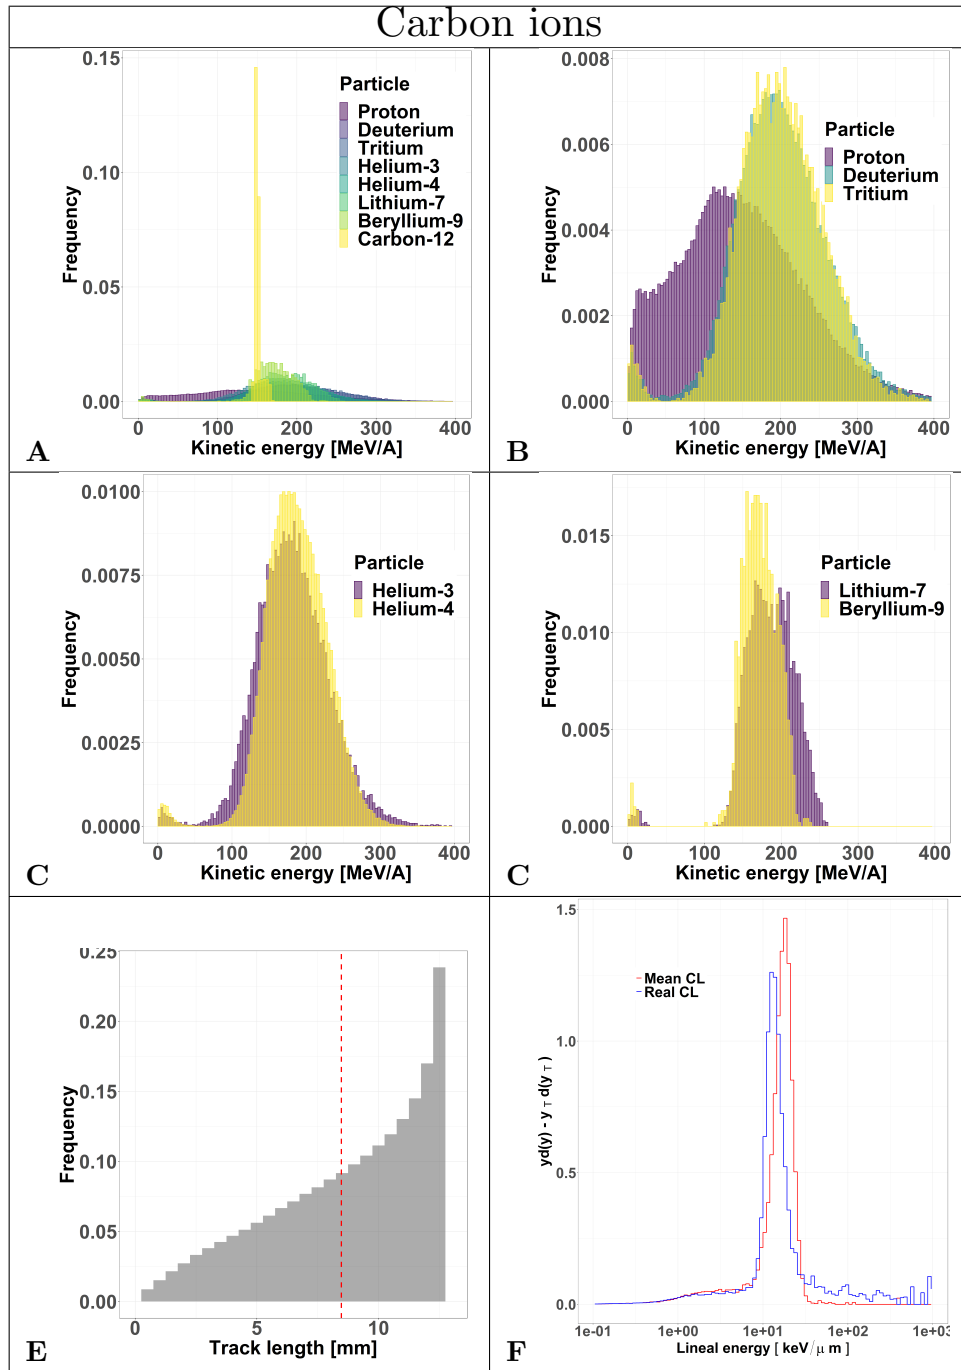 Carbon ions
0.15
0.10
0.05
0.00
Frequency
Particle
Proton
Deuterium
Tritium
Helium-3
Helium-4
Lithium-7
Beryllium-9
Carbon-12
0 100 200 300 400
Kinetic energy [MeV/A]
A
0.008
0.006
0.004
0.002
0.000
Frequency
Particle
Proton
Deuterium
Tritium
0 100 200 300 400
Kinetic energy [MeV/A]
B
0.0100
0.0075
0.0050
0.0025
0.0000
Frequency
Particle
Helium-3
Helium-4
0 100 200 300 400
Kinetic energy [MeV/A]
C
0.015
0.010
0.005
0.000
Frequency
Particle
Lithium-7
Beryllium-9
0 100 200 300 400
Kinetic energy [MeV/A]
C
0.25
0.20
0.15
0.10
0.05
0.00
Frequency
0 5 10
Track length [mm]
E
1.5
1.0
0.5
0.0
yd(y) - y τ d(y τ )
Mean CL
Real CL
1e-01 1e+00 1e+01 1e+02 1e+03
Lineal energy [ keV/μ m ]
F